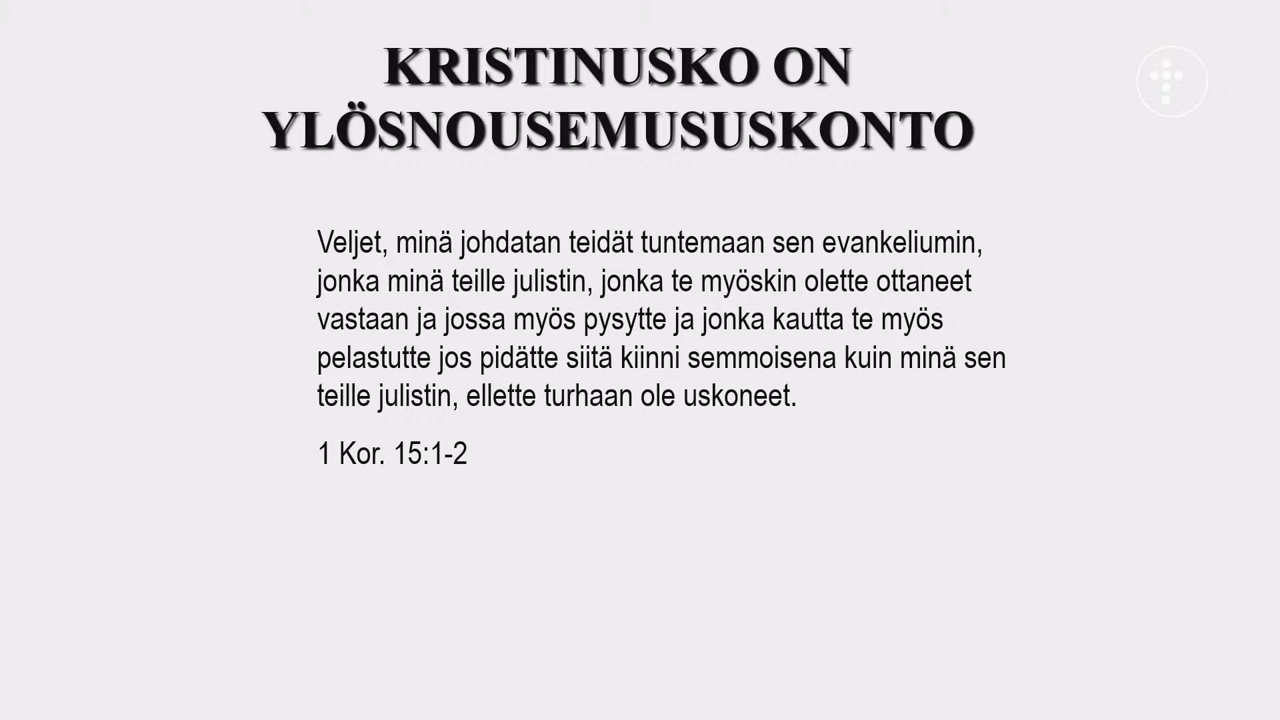 KRISTINUSKO ON
YLÖSNOUSEMUSUSKONTO
Veljet, minä johdatan teidät tuntemaan sen evankeliumin,
jonka minä teille julistin, jonka te myöskin olette ottaneet
vastaan ja jossa myös pysytte ja jonka kautta te myös
pelastutte jos pidätte siitä kiinni semmoisena kuin minä sen
teille julistin, ellette turhaan ole uskoneet.
1 Kor. 15:1-2